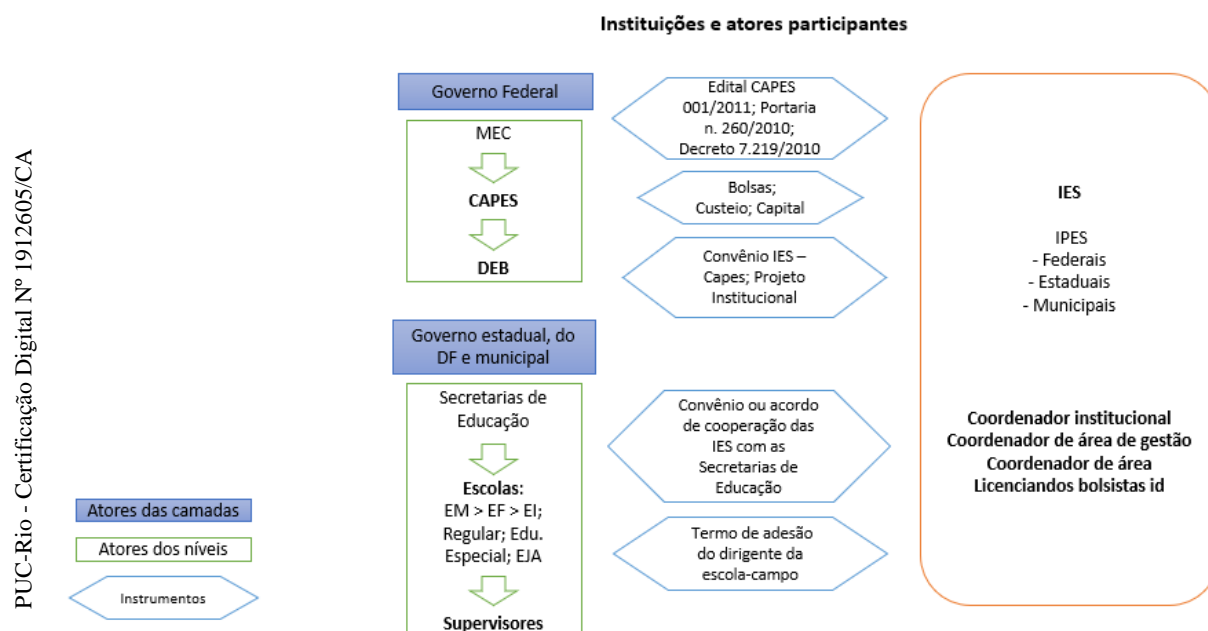 Instituições e atores participantes
Governo Federal
MEC
CAPES
DEB
Edital CAPES
001/2011; Portaria
n. 260/2010;
Decreto 7.219/2010
Bolsas;
Custeio; Capital
Convênio IES –
Capes; Projeto
Institucional
Governo estadual, do
DF e municipal
Secretarias de
Educação
Escolas:
EM > EF > EI;
Regular; Edu.
Especial; EJA
Supervisores
Convênio ou acordo
de cooperação das
IES com as
Secretarias de
Educação
Termo de adesão
do dirigente da
escola-campo
IES
IPES
- Federais
- Estaduais
- Municipais
Coordenador institucional
Coordenador de área de gestão
Coordenador de área
Licenciandos bolsistas id
Atores das camadas
Atores dos níveis
Instrumentos
PUC-Rio - Certificação Digital Nº 1912605/CA